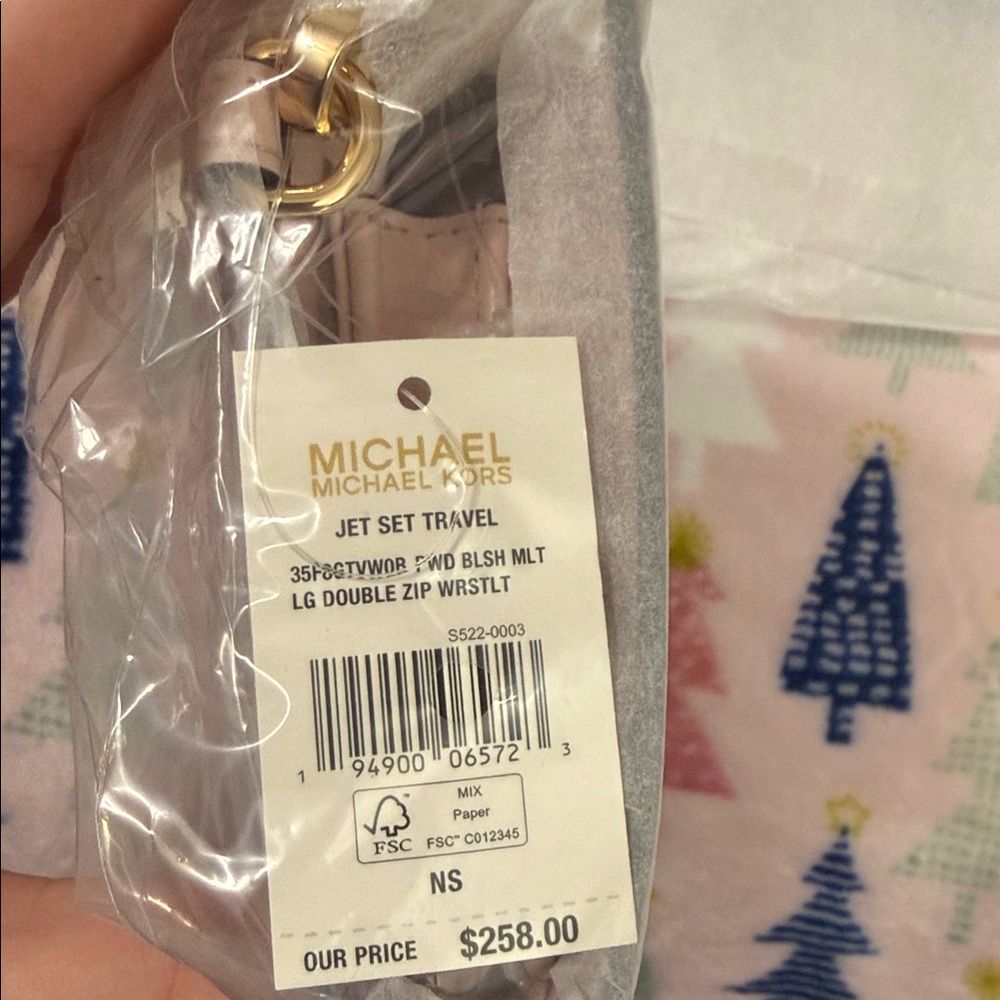 MICHAEL
MICHAEL KORS
JET SET TRAVEL
35F8GTVW0B PWD BLSH MLT
LG DOUBLE ZIP WRSTLT
S522-0003
1 94900 06572 3
FSC
MIX
Paper
FSC™ C012345
NS
OUR PRICE $258.00